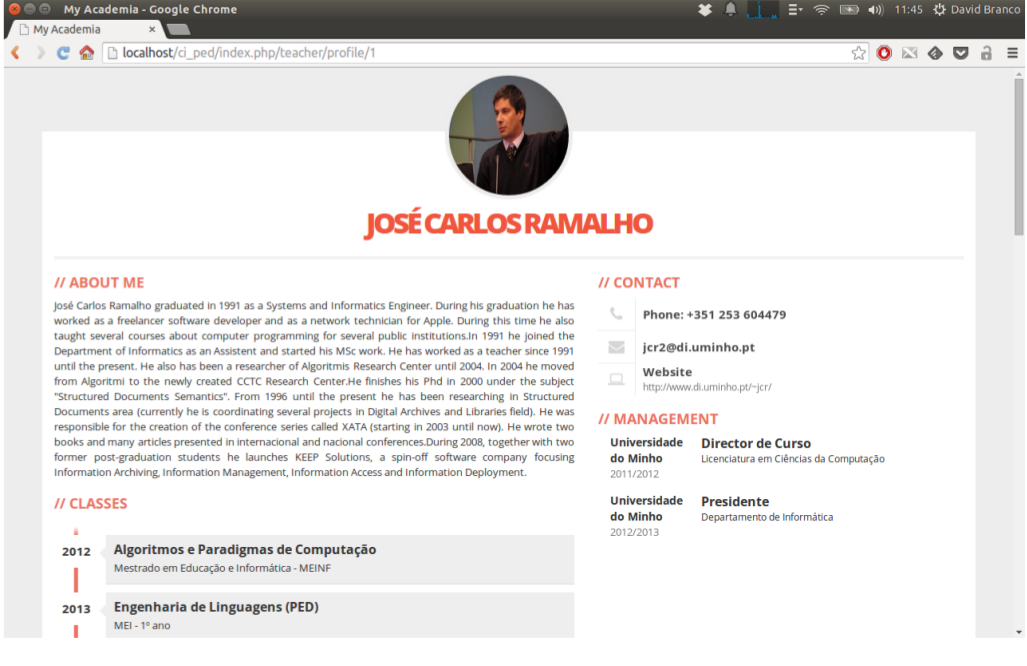 My Academia - Google Chrome
11:45 David Branco
My Academia ×
localhost/ci_ped/index.php/teacher/profile/1
JOSÉ CARLOS RAMALHO
// ABOUT ME
José Carlos Ramalho graduated in 1991 as a Systems and Informatics Engineer. During his graduation he has
worked as a freelancer software developer and as a network technician for Apple. During this time he also
taught several courses about computer programming for several public institutions.In 1991 he joined the
Department of Informatics as an Assistent and started his MSc work. He has worked as a teacher since 1991
until the present. He also has been a researcher of Algoritmis Research Center until 2004. In 2004 he moved
from Algoritmi to the newly created CCTC Research Center.He finishes his Phd in 2000 under the subject
"Structured Documents Semantics". From 1996 until the present he has been researching in Structured
Documents area (currently he is coordinating several projects in Digital Archives and Libraries field). He was
responsible for the creation of the conference series called XATA (starting in 2003 until now). He wrote two
books and many articles presented in internacional and nacional conferences.During 2008, together with two
former post-graduation students he launches KEEP Solutions, a spin-off software company focusing
Information Archiving, Information Management, Information Access and Information Deployment.
// CLASSES
2012
Algoritmos e Paradigmas de Computação
Mestrado em Educação e Informática - MEINF
2013
Engenharia de Linguagens (PED)
MEI - 1º ano
// CONTACT
Phone: +351 253 604479
jcr2@di.uminho.pt
Website
http://www.di.uminho.pt/~jcr/
// MANAGEMENT
Universidade
do Minho
2011/2012
Director de Curso
Licenciatura em Ciências da Computação
Universidade
do Minho
2012/2013
Presidente
Departamento de Informática